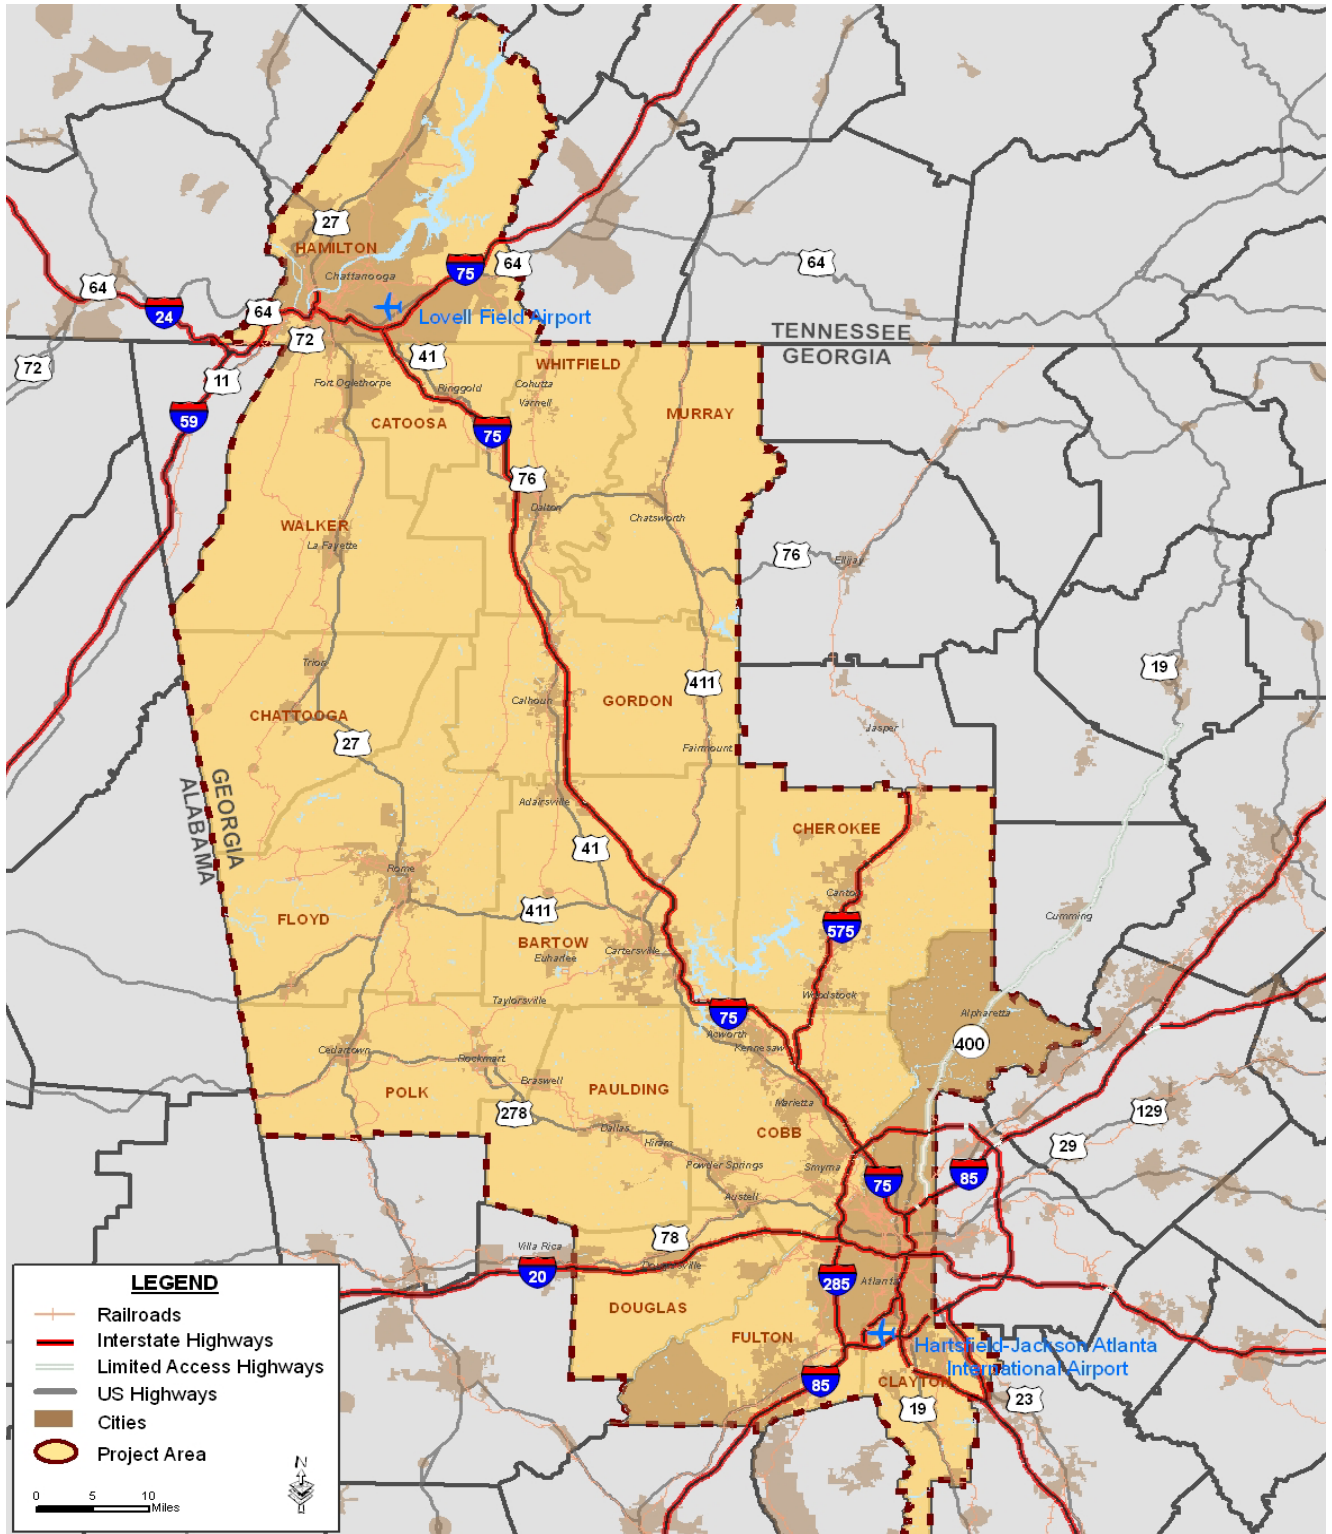 27
HAMILTON
Chattanooga
75
64
64
64
24
64
Lovell Field Airport
TENNESSEE
GEORGIA
72
72
41
WHITFIELD
11
Fort Oglethorpe
Ringgold
Cohutta
Varnell
59
CATOOSA
75
MURRAY
76
Dalton
Chatsworth
WALKER
La Fayette
76
Ellijay
Trion
19
411
CHATTOOGA
Calhoun
GORDON
27
Jasper
Fairmount
GEORGIA
ALABAMA
Adairsville
CHEROKEE
41
Rome
Canton
411
FLOYD
575
Cumming
BARTOW
Euharlee
Cartersville
Taylorsville
Woodstock
75
Alpharetta
Acworth
Kennesaw
400
Cedartown
Rockmart
Braswell
POLK
PAULDING
278
Marietta
129
Dallas
Hiram
COBB
29
Powder Springs
Smyrna
75
85
Austell
78
Villa Rica
20
Douglasville
285
Atlanta
DOUGLAS
FULTON
Hartsfield-Jackson Atlanta
International Airport
85
CLAYTON
19
23
LEGEND
Railroads
Interstate Highways
Limited Access Highways
US Highways
Cities
Project Area
N
0 5 10
Miles